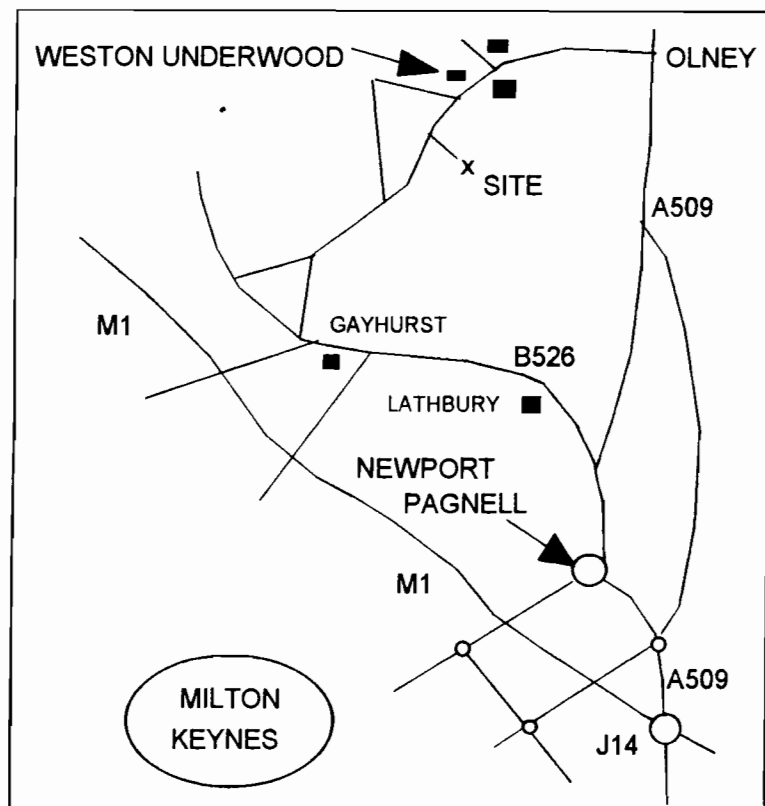 WESTON UNDERWOOD
OLNEY
x
SITE
A509
M1
GAYHURST
B526
LATHBURY
NEWPORT
PAGNELL
M1
A509
MILTON
KEYNES
J14